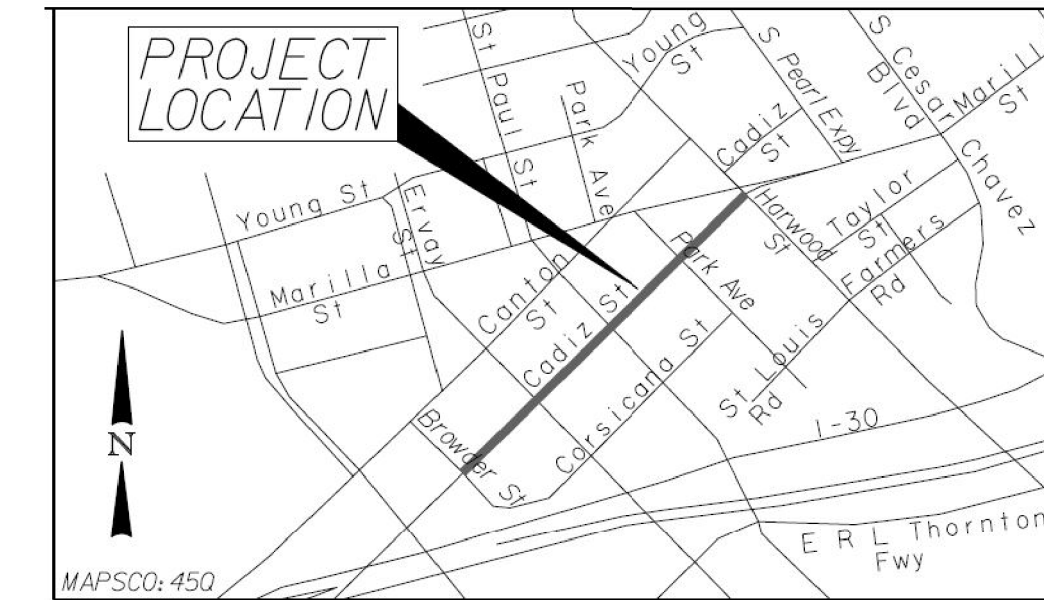 PROJECT
LOCATION
St Paul St
Park Ave
Young
St
S Pearl Expy
S Cesar
Blvd
Chavez
Marill
St
Cadiz
St
Young St
Ervay
St
Marilla
St
Canton
St
Cadiz St
Park Ave
Harwood
St
Taylor
St
Farmers
Rd
St Louis
Rd
Corsicana St
Browder St
I-30
E R L Thornton
Fwy
N
MAPSCO: 45Q